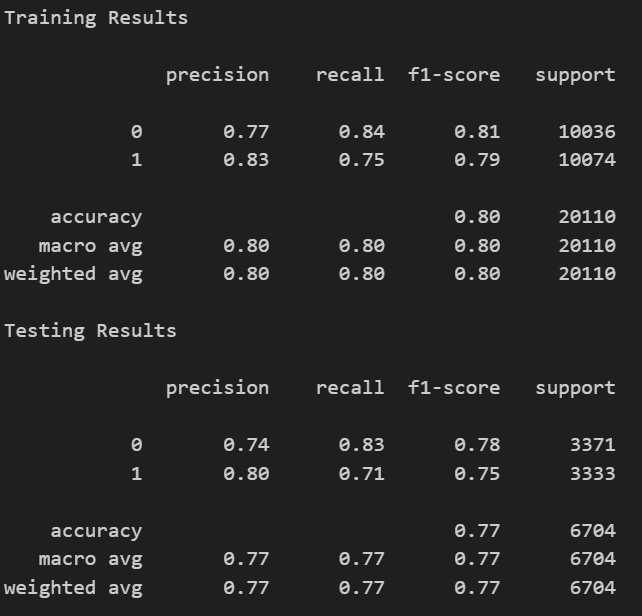 Training Results
precision recall f1-score support
0 0.77 0.84 0.81 10036
1 0.83 0.75 0.79 10074
accuracy 0.80 20110
macro avg 0.80 0.80 0.80 20110
weighted avg 0.80 0.80 0.80 20110
Testing Results
precision recall f1-score support
0 0.74 0.83 0.78 3371
1 0.80 0.71 0.75 3333
accuracy 0.77 6704
macro avg 0.77 0.77 0.77 6704
weighted avg 0.77 0.77 0.77 6704